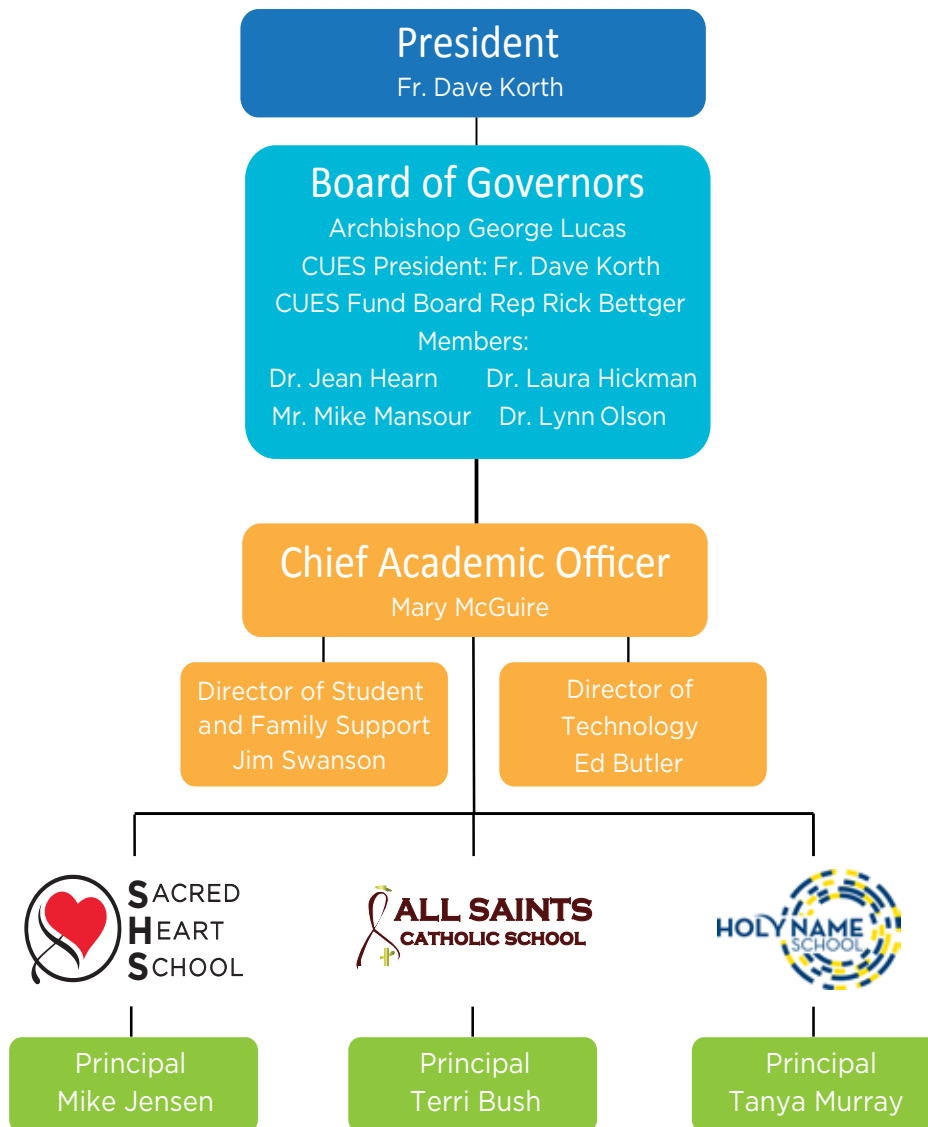 President
Fr. Dave Korth
Board of Governors
Archbishop George Lucas
CUES President: Fr. Dave Korth
CUES Fund Board Rep: Rick Bettger
Members:
Dr. Jean Hearn Dr. Laura Hickman
Mr. Mike Mansour Dr. Lynn Olson
Chief Academic Officer
Mary McGuire
Director of Student
and Family Support
Jim Swanson
Director of
Technology
Ed Butler
SACRED
HEART
SCHOOL
ALL SAINTS
CATHOLIC SCHOOL
HOLY NAME
SCHOOL
Principal
Mike Jensen
Principal
Terri Bush
Principal
Tanya Murray